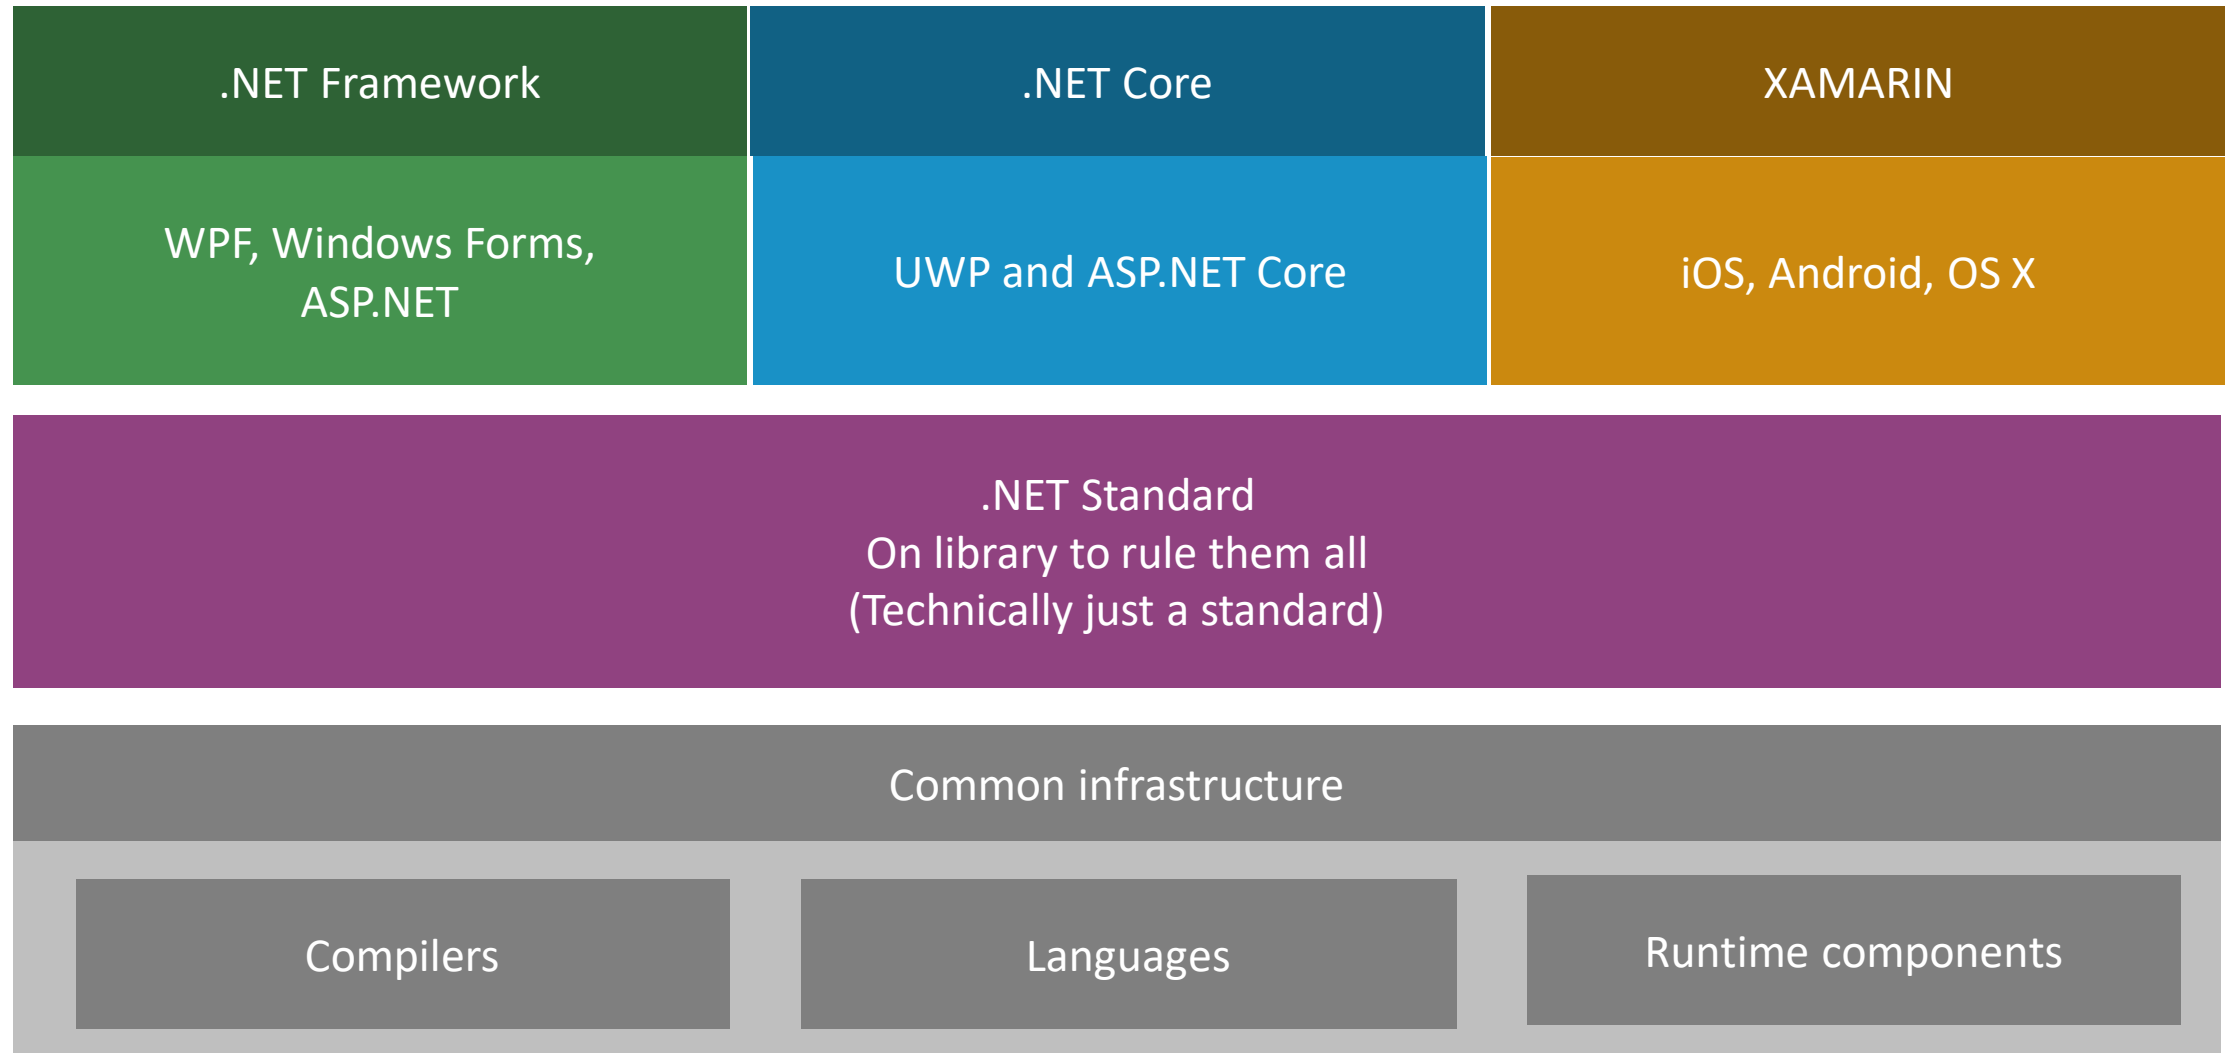 .NET Framework
.NET Core
XAMARIN
WPF, Windows Forms,
ASP.NET
UWP and ASP.NET Core
iOS, Android, OS X
.NET Standard
On library to rule them all
(Technically just a standard)
Common infrastructure
Compilers
Languages
Runtime components